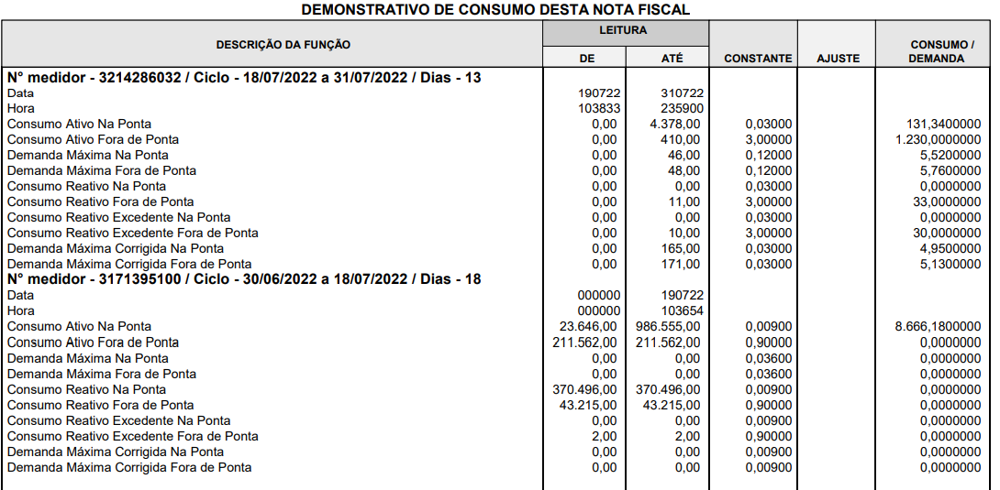 DEMONSTRATIVO DE CONSUMO DESTA NOTA FISCAL
DESCRIÇÃO DA FUNÇÃO LEITURA CONSTANTE AJUSTE CONSUMO /
DE ATÉ DEMANDA
N° medidor - 3214286032 / Ciclo - 18/07/2022 a 31/07/2022 / Dias - 13
Data 190722 310722
Hora 103833 235900
Consumo Ativo Na Ponta 0,00 4.378,00 0,03000 131,3400000
Consumo Ativo Fora de Ponta 0,00 410,00 3,00000 1.230,0000000
Demanda Máxima Na Ponta 0,00 46,00 0,12000 5,5200000
Demanda Máxima Fora de Ponta 0,00 48,00 0,12000 5,7600000
Consumo Reativo Na Ponta 0,00 0,00 0,03000 0,0000000
Consumo Reativo Fora de Ponta 0,00 11,00 3,00000 33,0000000
Consumo Reativo Excedente Na Ponta 0,00 0,00 0,03000 0,0000000
Consumo Reativo Excedente Fora de Ponta 0,00 10,00 3,00000 30,0000000
Demanda Máxima Corrigida Na Ponta 0,00 165,00 0,03000 4,9500000
Demanda Máxima Corrigida Fora de Ponta 0,00 171,00 0,03000 5,1300000
N° medidor - 3171395100 / Ciclo - 30/06/2022 a 18/07/2022 / Dias - 18
Data 000000 190722
Hora 000000 103654
Consumo Ativo Na Ponta 23.646,00 986.555,00 0,00900 8.666,1800000
Consumo Ativo Fora de Ponta 211.562,00 211.562,00 0,90000 0,0000000
Demanda Máxima Na Ponta 0,00 0,00 0,03600 0,0000000
Demanda Máxima Fora de Ponta 0,00 0,00 0,03600 0,0000000
Consumo Reativo Na Ponta 370.496,00 370.496,00 0,00900 0,0000000
Consumo Reativo Fora de Ponta 43.215,00 43.215,00 0,90000 0,0000000
Consumo Reativo Excedente Na Ponta 0,00 0,00 0,00900 0,0000000
Consumo Reativo Excedente Fora de Ponta 2,00 2,00 0,90000 0,0000000
Demanda Máxima Corrigida Na Ponta 0,00 0,00 0,00900 0,0000000
Demanda Máxima Corrigida Fora de Ponta 0,00 0,00 0,00900 0,0000000